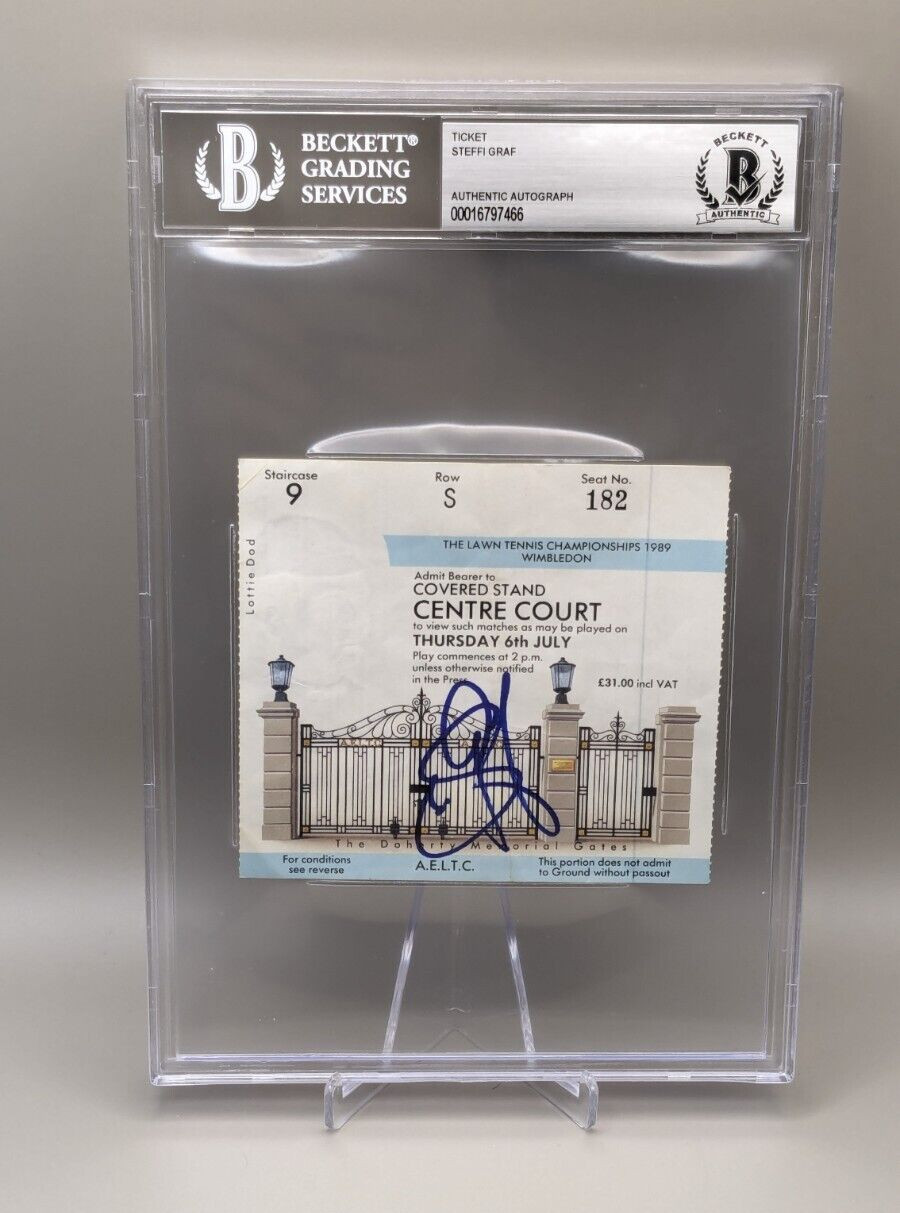 B
BECKETT®
GRADING
SERVICES
TICKET
STEFFI GRAF
AUTHENTIC AUTOGRAPH
00016797466
BECKETT
B
AUTHENTIC
Staircase
9
Row
S
Seat No.
182
Lottie Dod
THE LAWN TENNIS CHAMPIONSHIPS 1989
WIMBLEDON
Admit Bearer to
COVERED STAND
CENTRE COURT
to view such matches as may be played on
THURSDAY 6th JULY
Play commences at 2 p.m.
unless otherwise notified
in the Press
£31.00 incl VAT
A.E.L.T.C.
The Doherty Memorial Gates
For conditions
see reverse
A.E.L.T.C.
This portion does not admit
to Ground without passout